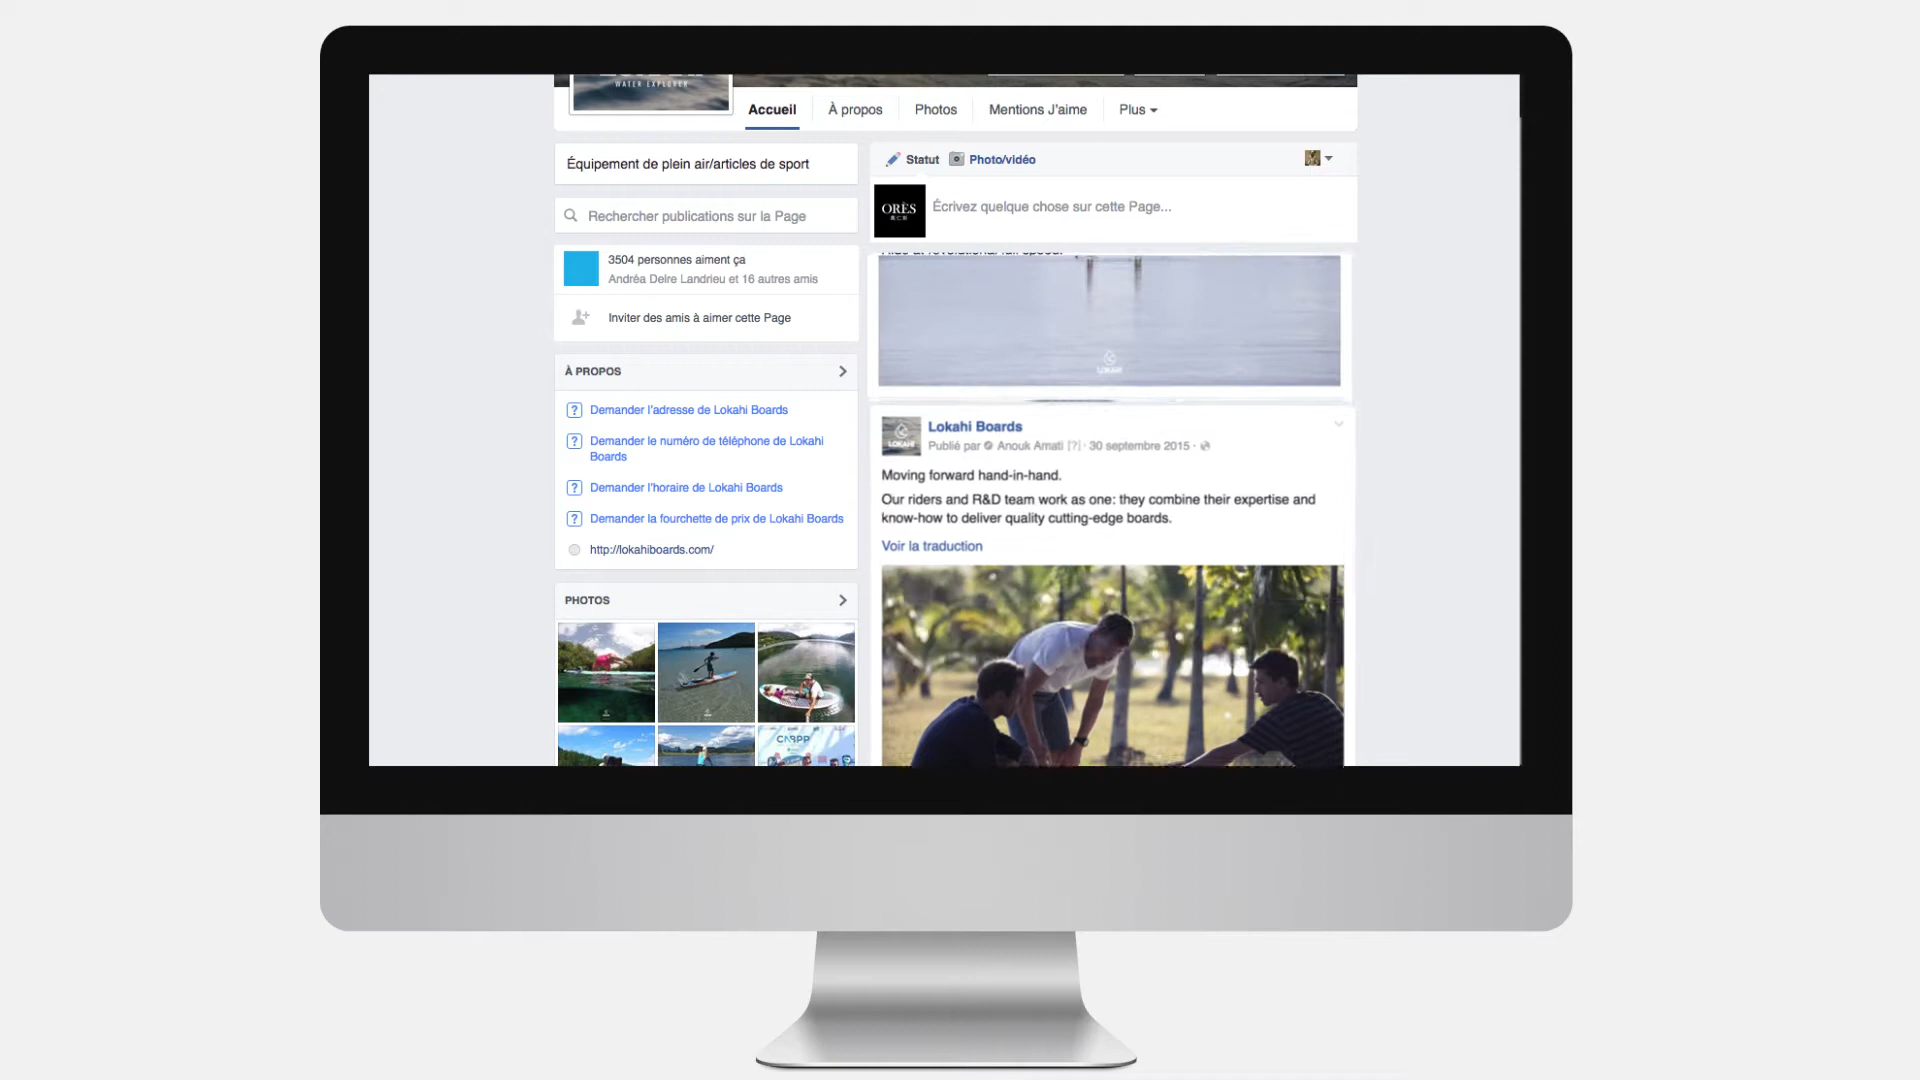 WATER EXPLORER
Accueil
À propos
Photos
Mentions J'aime
Plus
Équipement de plein air/articles de sport
Rechercher publications sur la Page
3504 personnes aiment ça
Andréa Delre Landrieu et 16 autres amis
Inviter des amis à aimer cette Page
À PROPOS
Demander l'adresse de Lokahi Boards
Demander le numéro de téléphone de Lokahi
Boards
Demander l'horaire de Lokahi Boards
Demander la fourchette de prix de Lokahi Boards
http://lokahiboards.com/
PHOTOS
Statut
Photo/vidéo
ORÈS
Écrivez quelque chose sur cette Page...
LOKAHI
LOKAHI
Lokahi Boards
Publié par Anouk Amati [?] · 30 septembre 2015 ·
Moving forward hand-in-hand.
Our riders and R&D team work as one: they combine their expertise and
know-how to deliver quality cutting-edge boards.
Voir la traduction